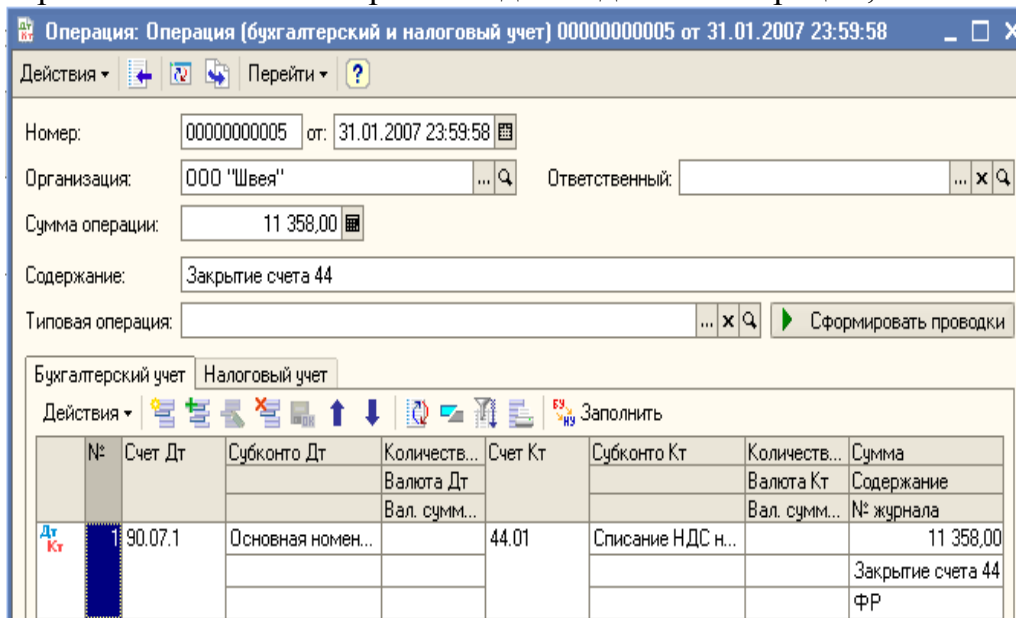 Операция: Операция (бухгалтерский и налоговый учет) 00000000005 от 31.01.2007 23:59:58
Действия Перейти ?
Номер: 00000000005 от: 31.01.2007 23:59:58
Организация: ООО "Швея" ... Ответственный: ... x
Сумма операции: 11 358,00
Содержание: Закрытие счета 44
Типовая операция: ... x Сформировать проводки
Бухгалтерский учет Налоговый учет
Действия Заполнить
№ Счет Дт Субконто Дт Количеств... Счет Кт Субконто Кт Количеств... Сумма
Валюта Дт Валюта Кт Содержание
Вал. сумм... Вал. сумм... № журнала
Дт Кт 1 90.07.1 Основная номен... 44.01 Списание НДС н... 11 358,00
Закрытие счета 44
ФР